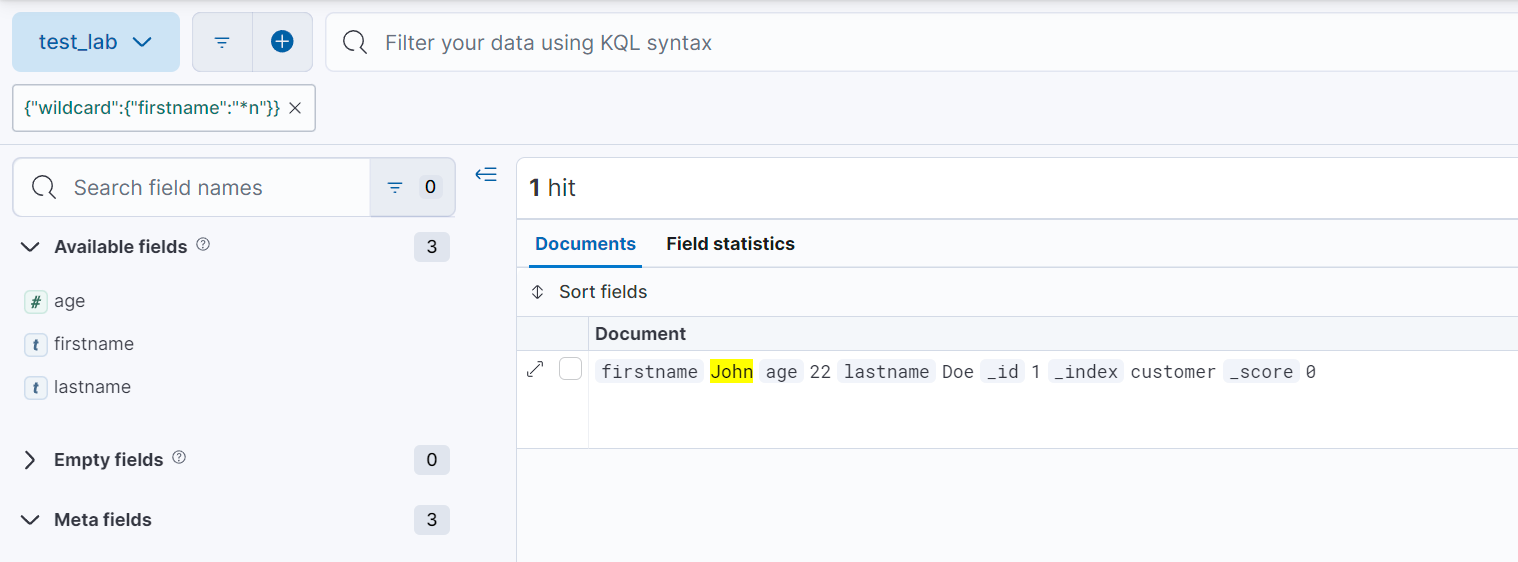 test_lab Filter your data using KQL syntax
{"wildcard":{"firstname":"*n"}}
Search field names 0
1 hit
Available fields 3
Documents Field statistics
Sort fields
# age
t firstname
t lastname
Document
firstname John age 22 lastname Doe _id 1 _index customer _score 0
Empty fields 0
Meta fields 3